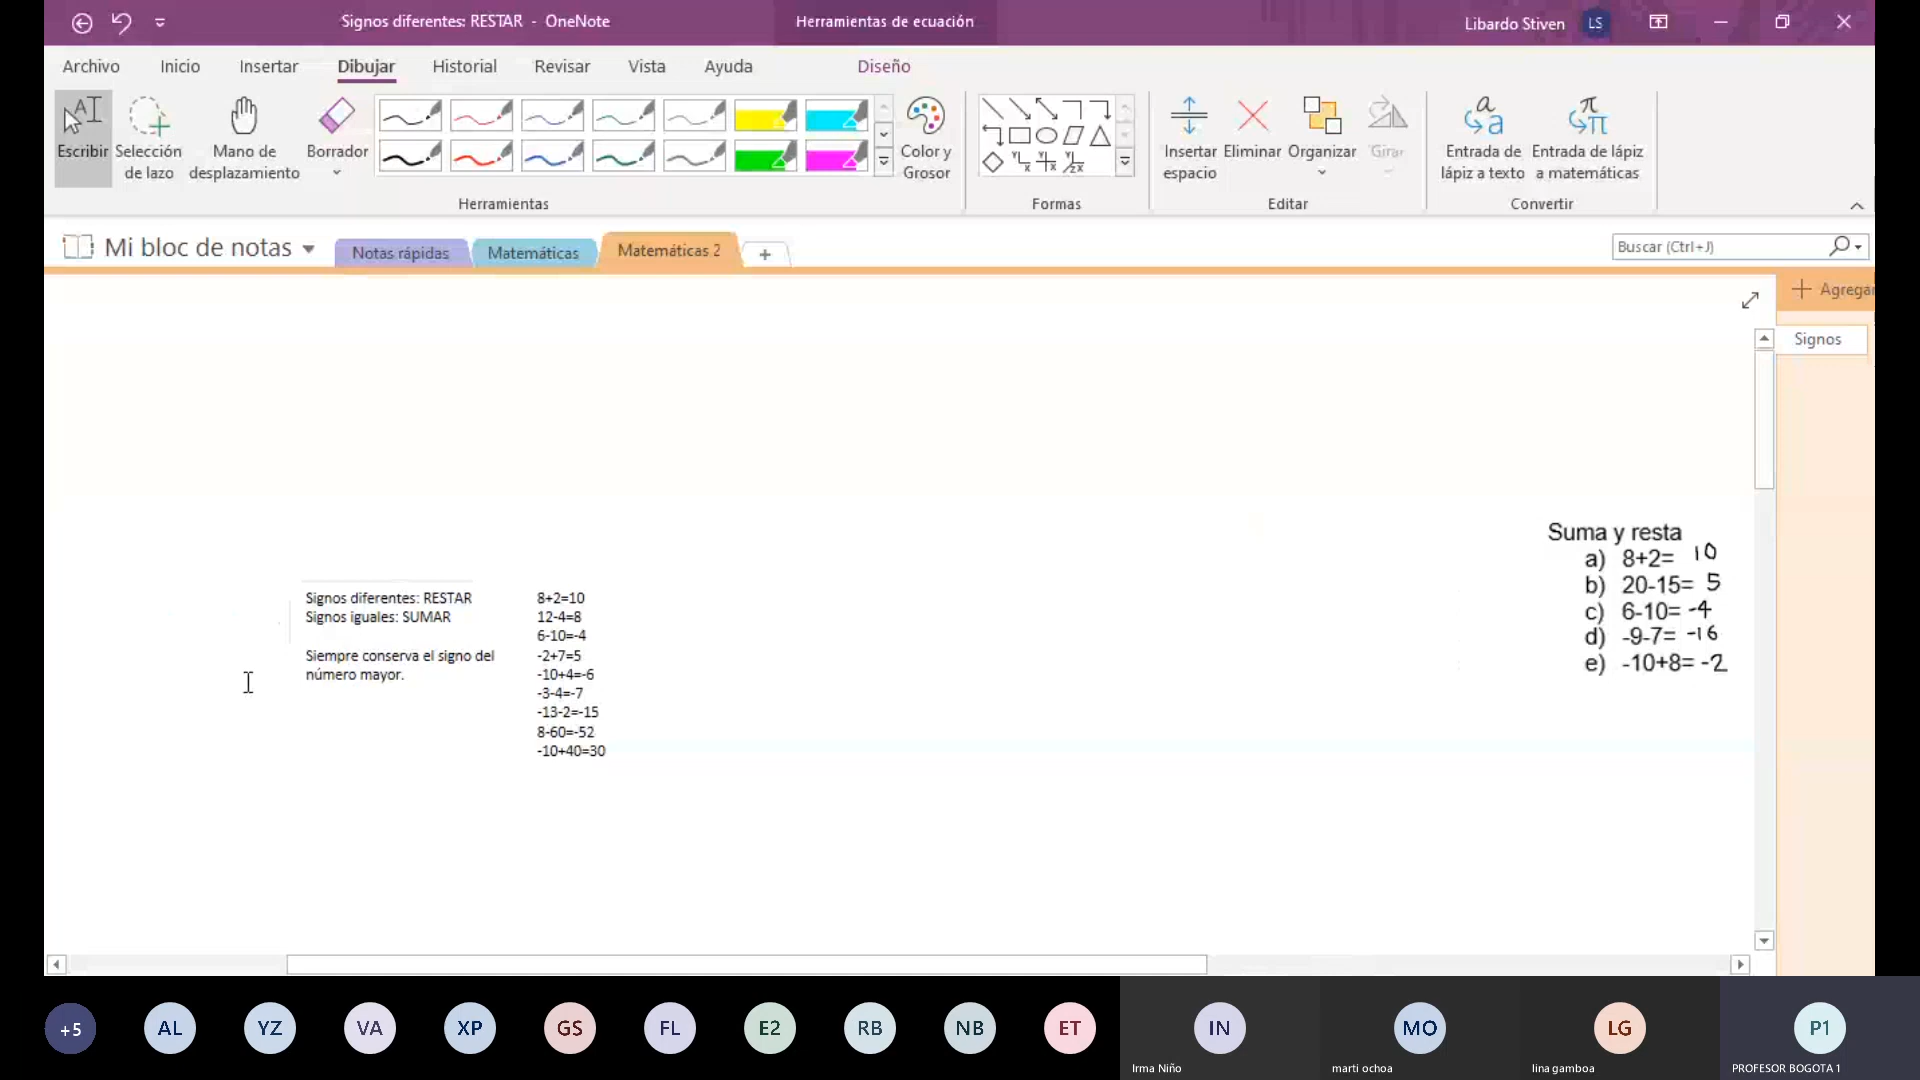 Signos diferentes: RESTAR - OneNote
Herramientas de ecuación
Libardo Stiven
LS
Archivo Inicio Insertar Dibujar Historial Revisar Vista Ayuda Diseño
Escribir
Selección de lazo
Mano de desplazamiento
Borrador
Color y Grosor
Insertar espacio
Eliminar
Organizar
Girar
Entrada de lápiz a texto
Entrada de lápiz a matemáticas
Herramientas
Formas
Editar
Convertir
Mi bloc de notas
Notas rápidas
Matemáticas
Matemáticas 2
Buscar (Ctrl+J)
Agregar
Signos
Signos diferentes: RESTAR
Signos iguales: SUMAR
Siempre conserva el signo del
número mayor.
8+2=10
12-4=8
6-10=-4
-2+7=5
-10+4=-6
-3-4=-7
-13-2=-15
8-60=-52
-10+40=30
Suma y resta
a) 8+2= 10
b) 20-15= 5
c) 6-10= -4
d) -9-7= -16
e) -10+8= -2
+5 AL YZ VA XP GS FL E2 RB NB ET IN MO LG P1
Irma Niño
marti ochoa
lina gamboa
PROFESOR BOGOTA 1